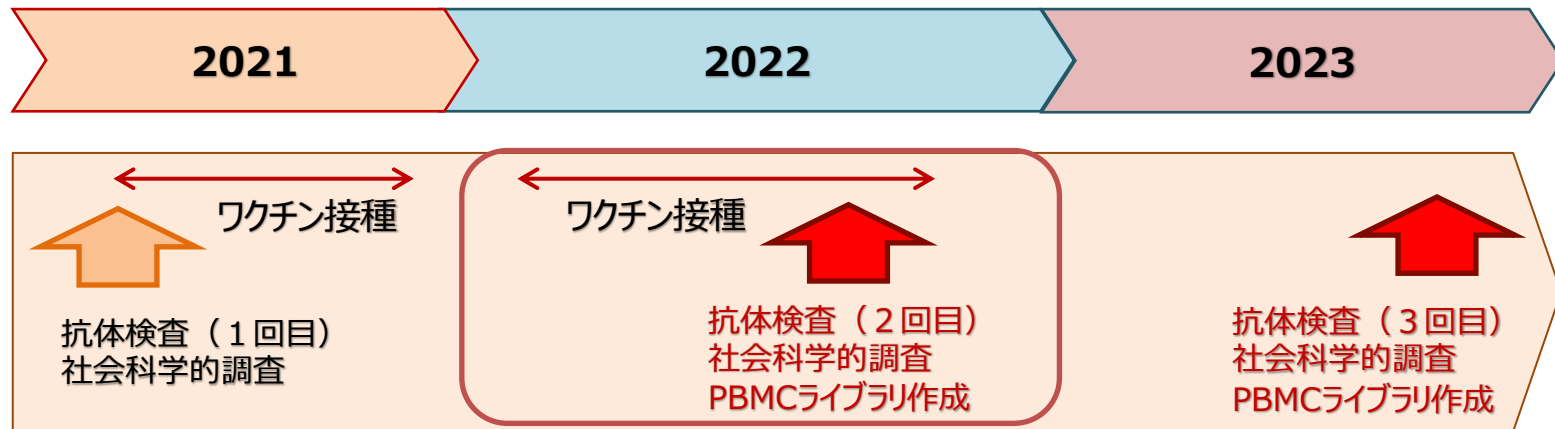 2021
2022
2023
ワクチン接種
ワクチン接種
抗体検査（１回目）
社会科学的調査
抗体検査（２回目）
社会科学的調査
PBMCライブラリ作成
抗体検査（３回目）
社会科学的調査
PBMCライブラリ作成